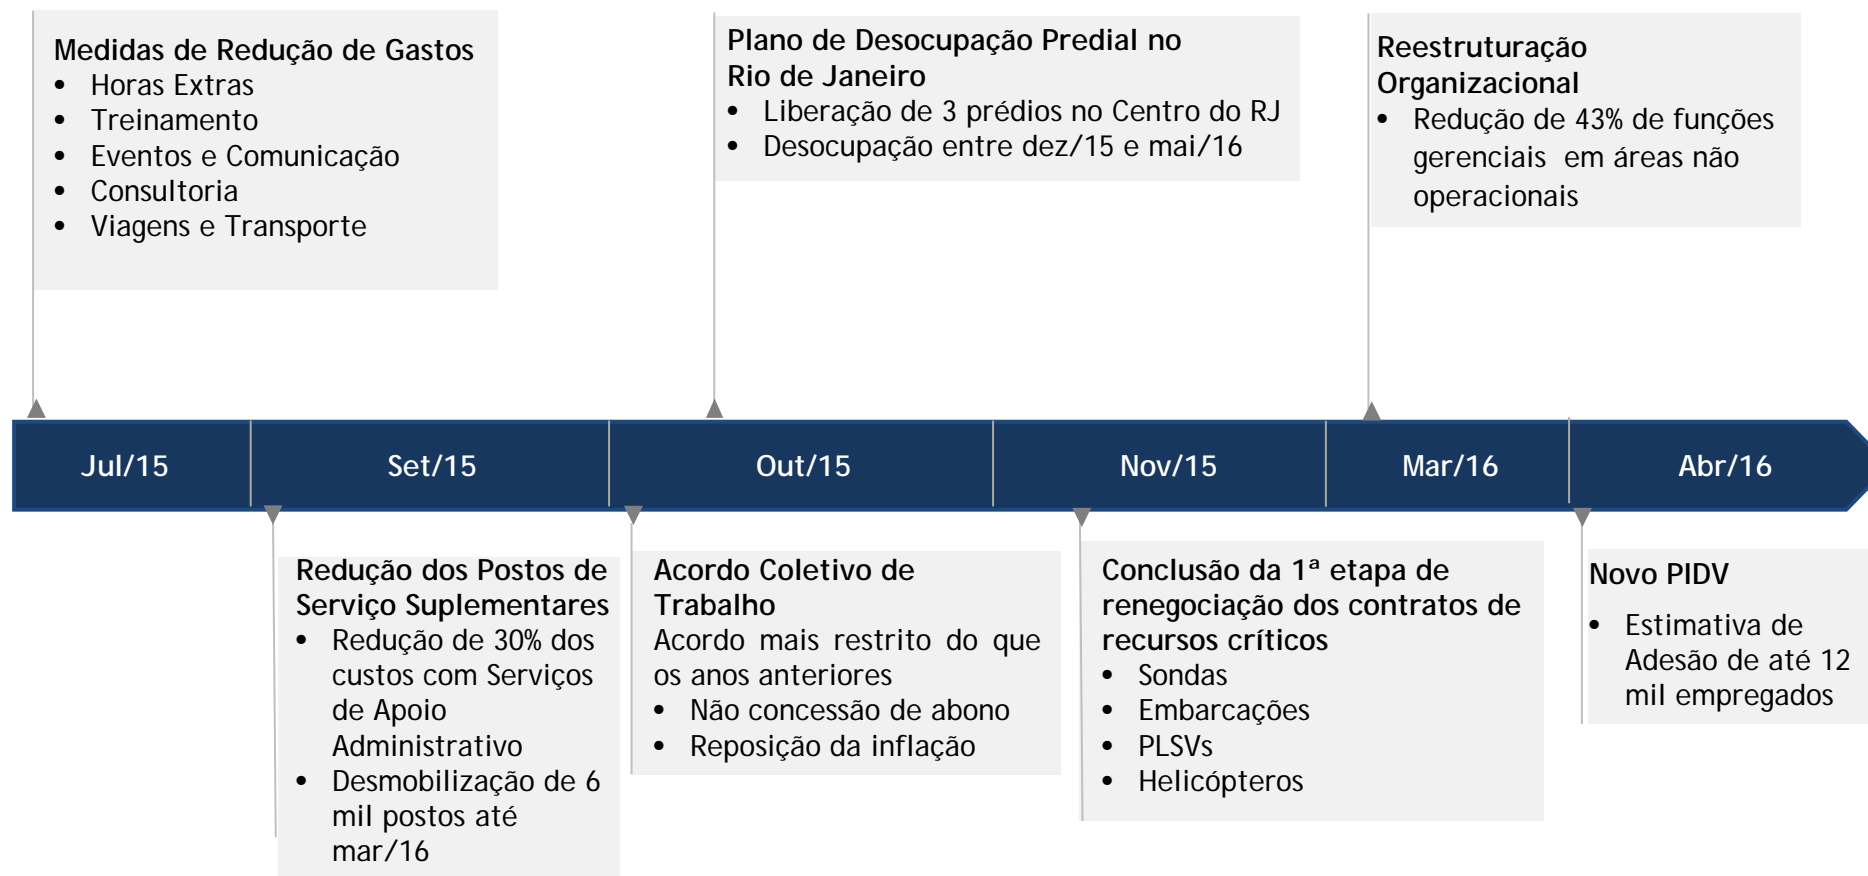 Medidas de Redução de Gastos
• Horas Extras
• Treinamento
• Eventos e Comunicação
• Consultoria
• Viagens e Transporte
Plano de Desocupação Predial no
Rio de Janeiro
• Liberação de 3 prédios no Centro do RJ
• Desocupação entre dez/15 e mai/16
Reestruturação
Organizacional
• Redução de 43% de funções
gerenciais em áreas não
operacionais
Jul/15
Set/15
Out/15
Nov/15
Mar/16
Abr/16
Redução dos Postos de
Serviço Suplementares
• Redução de 30% dos
custos com Serviços
de Apoio
Administrativo
• Desmobilização de 6
mil postos até
mar/16
Acordo Coletivo de
Trabalho
Acordo mais restrito do que
os anos anteriores
• Não concessão de abono
• Reposição da inflação
Conclusão da 1ª etapa de
renegociação dos contratos de
recursos críticos
• Sondas
• Embarcações
• PLSVs
• Helicópteros
Novo PIDV
• Estimativa de
Adesão de até 12
mil empregados